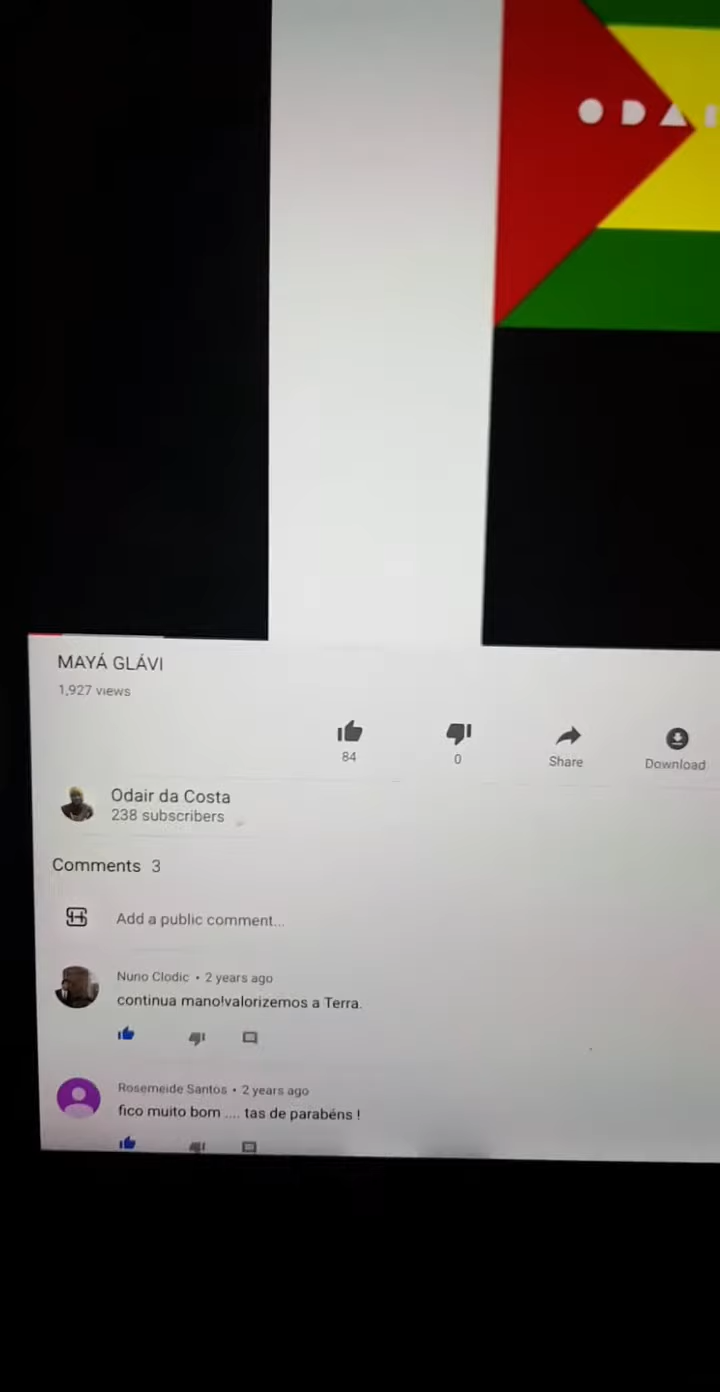 ODA
MAYÁ GLÁVI
1,927 views
84
0
Share
Download
Odair da Costa
238 subscribers
Comments 3
Add a public comment...
Nuno Clodic • 2 years ago
continua mano!valorizemos a Terra.
Rosemeide Santos • 2 years ago
fico muito bom .... tas de parabéns !